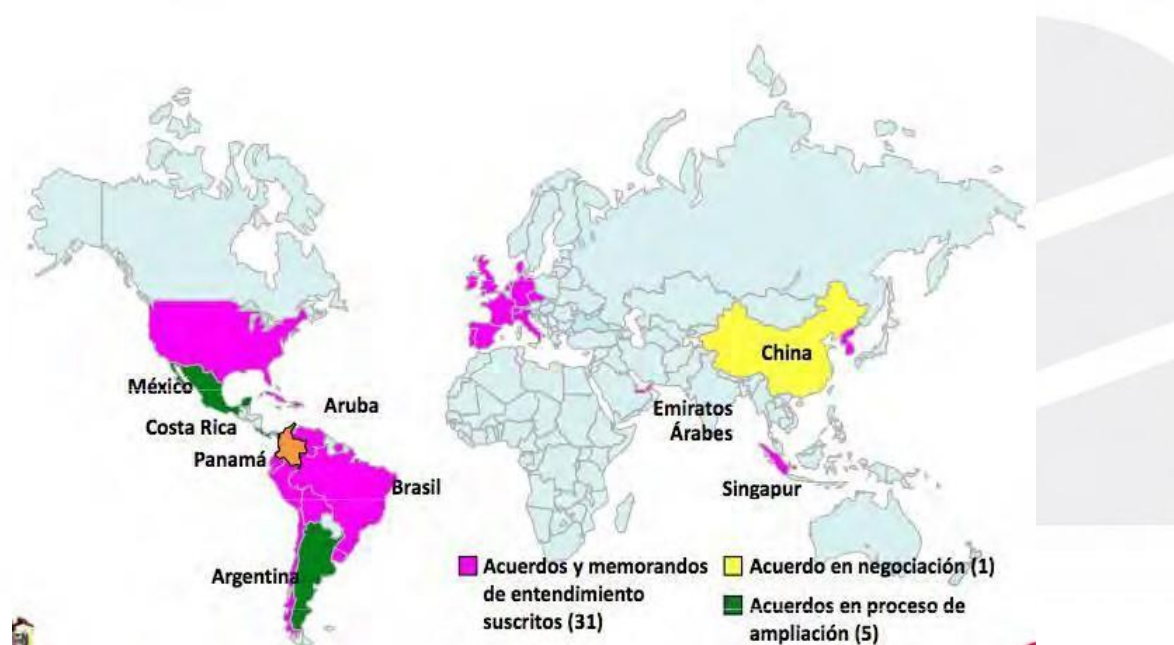 China
México
Aruba
Emiratos
Árabes
Costa Rica
Panamá
Brasil
Singapur
Argentina
Acuerdos y memorandos
de entendimiento
suscritos (31)
Acuerdo en negociación (1)
Acuerdos en proceso de
ampliación (5)